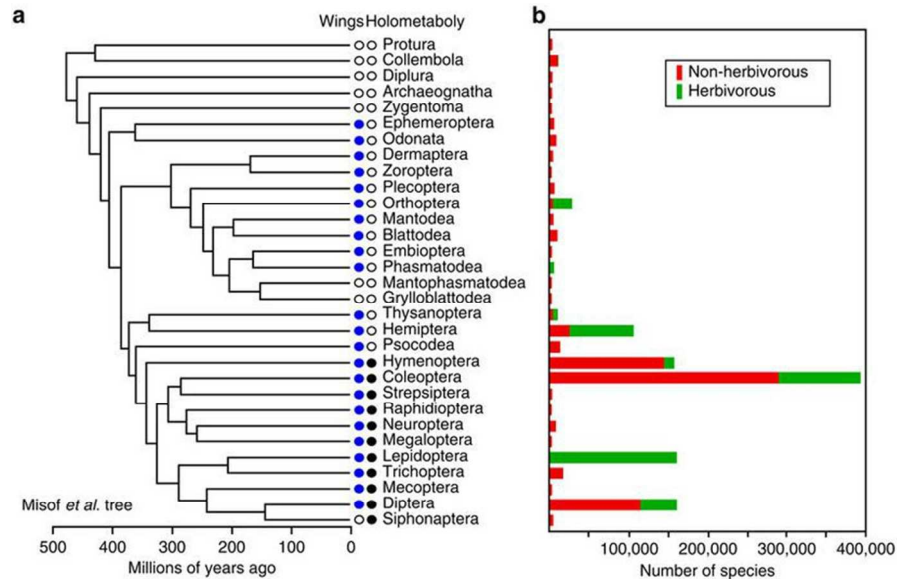 a
b
Wings Holometaboly
Protura
Collembola
Diplura
Archaeognatha
Zygentoma
Ephemeroptera
Odonata
Dermaptera
Zoroptera
Plecoptera
Orthoptera
Mantodea
Blattodea
Embioptera
Phasmatodea
Mantophasmatodea
Grylloblattodea
Thysanoptera
Hemiptera
Psocodea
Hymenoptera
Coleoptera
Strepsiptera
Raphidioptera
Neuroptera
Megaloptera
Lepidoptera
Trichoptera
Mecoptera
Diptera
Siphonaptera
Misof et al. tree
500 400 300 200 100 0
Millions of years ago
Non-herbivorous
Herbivorous
100,000 200,000 300,000 400,000
Number of species